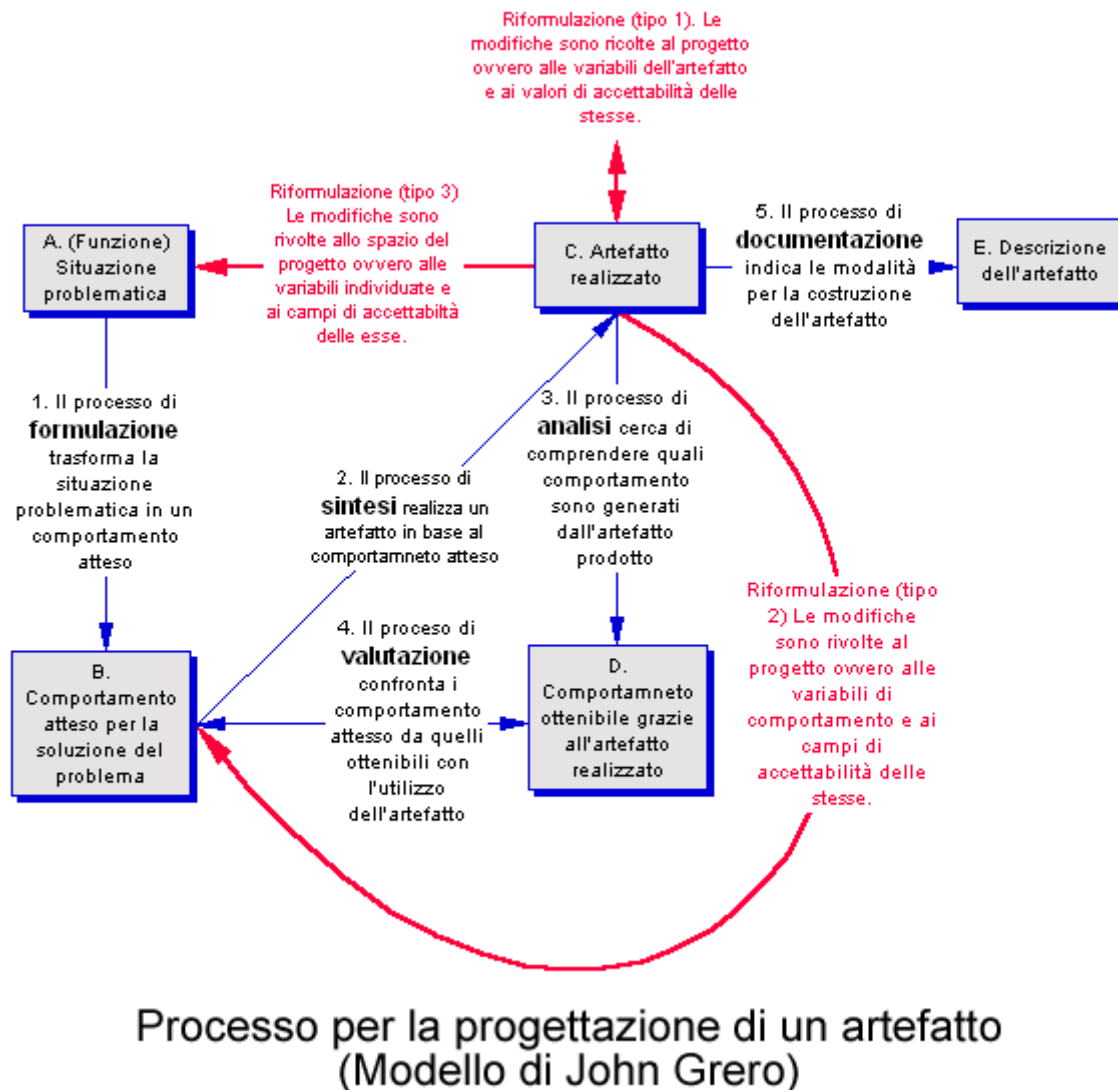 Riformulazione (tipo 1). Le
modifiche sono ricolte al progetto
ovvero alle variabili dell'artefatto
e ai valori di accettabilità delle
stesse.
Riformulazione (tipo 3)
Le modifiche sono
rivolte allo spazio del
progetto ovvero alle
variabili individuate e
ai campi di accettabiltà
delle esse.
A. (Funzione)
Situazione
problematica
C. Artefatto
realizzato
5. Il processo di
documentazione
indica le modalità
per la costruzione
dell'artefatto
E. Descrizione
dell'artefatto
1. Il processo di
formulazione
trasforma la
situazione
problematica in un
comportamento
atteso
2. Il processo di
sintesi realizza un
artefatto in base al
comportamneto atteso
3. Il processo di
analisi cerca di
comprendere quali
comportamento
sono generati
dall'artefatto
prodotto
Riformulazione (tipo
2) Le modifiche
sono rivolte al
progetto ovvero alle
variabili di
comportamento e ai
campi di
accettabilità delle
stesse.
B.
Comportamento
atteso per la
soluzione del
problema
4. Il proceso di
valutazione
confronta i
comportamento
attesso da quelli
ottenibili con
l'utilizzo
dell'artefatto
D.
Comportamneto
ottenibile grazie
all'artefatto
realizzato
Processo per la progettazione di un artefatto
(Modello di John Grero)